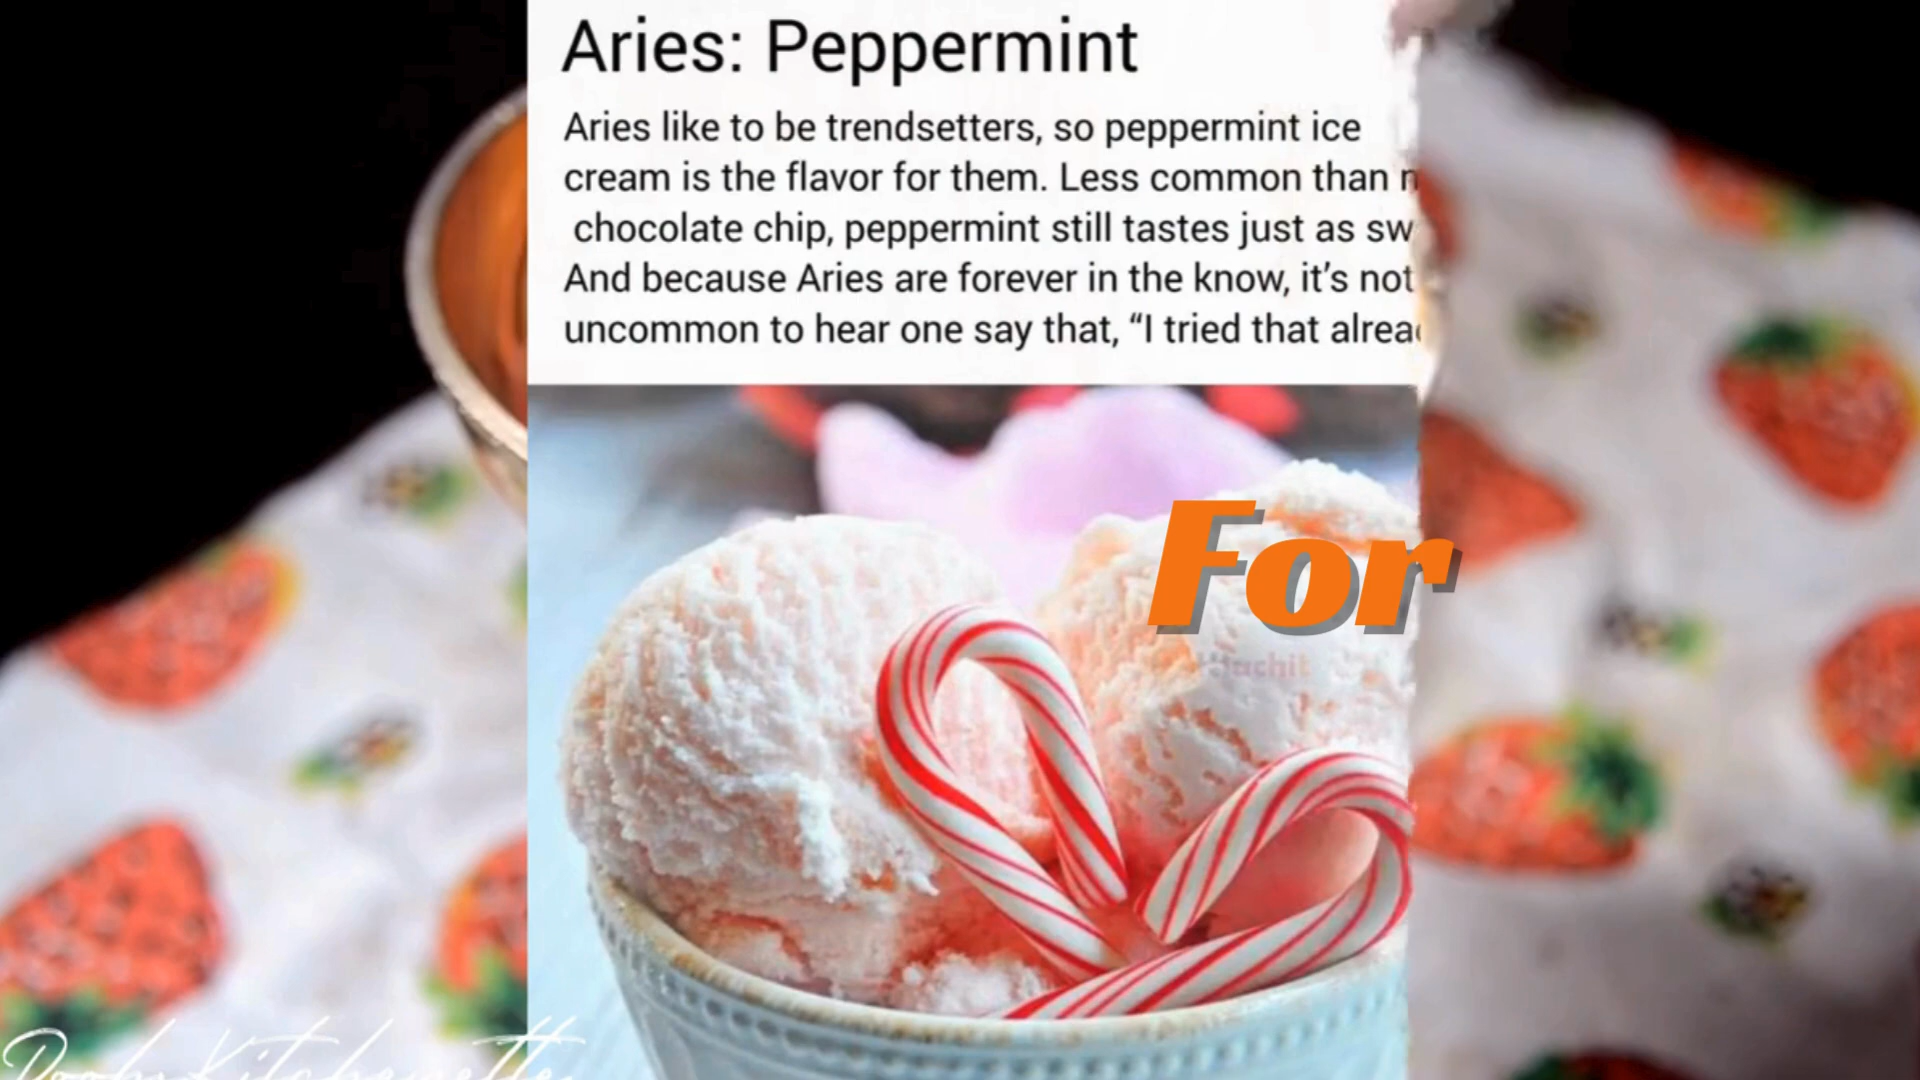 Aries: Peppermint
Aries like to be trendsetters, so peppermint ice
cream is the flavor for them. Less common than
chocolate chip, peppermint still tastes just as sw
And because Aries are forever in the know, it’s not
uncommon to hear one say that, “I tried that alrea
For